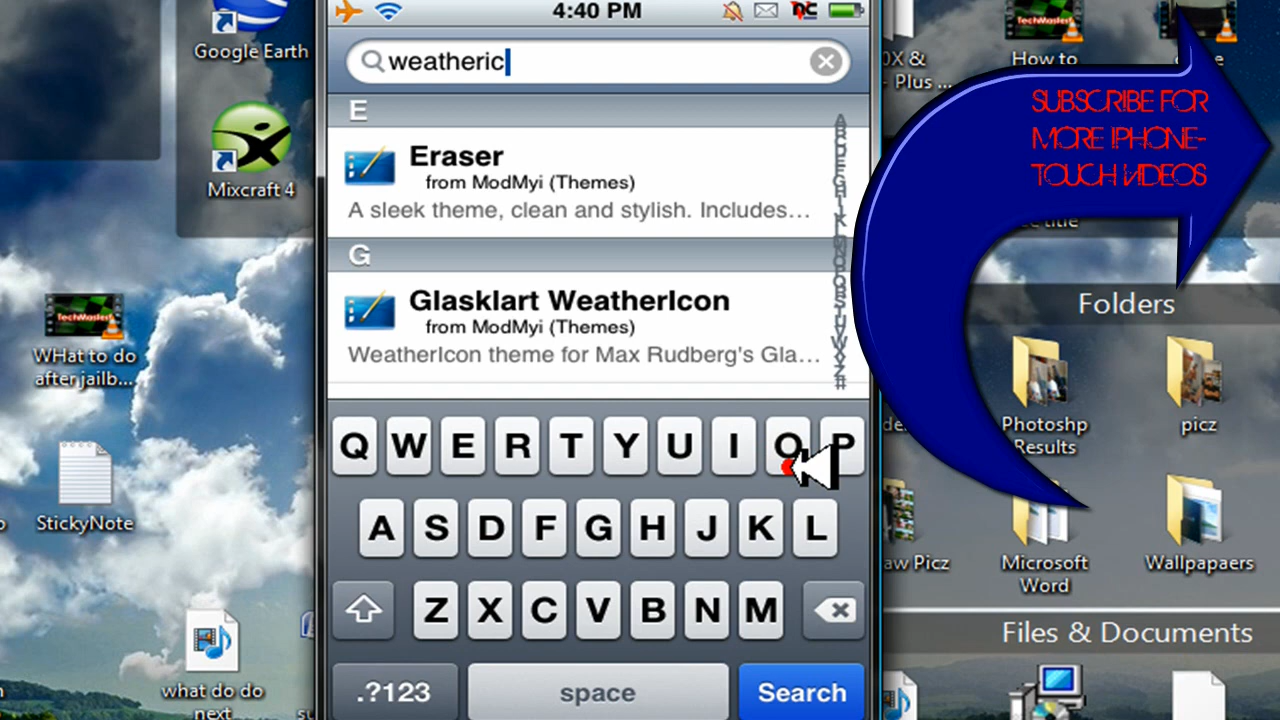 Google Earth
Mixcraft 4
WHat to do
after jailb...
StickyNote
what do do
next
4:40 PM
weatheric
E
Eraser
from ModMyi (Themes)
A sleek theme, clean and stylish. Includes...
G
Glasklart WeatherIcon
from ModMyi (Themes)
WeatherIcon theme for Max Rudberg's Gla...
Q W E R T Y U I O P
A S D F G H J K L
Z X C V B N M
.?123 space Search
How to
- Plus ...
SUBSCRIBE FOR
MORE IPHONE-
TOUCH VIDEOS
Folders
Photoshp
Results
picz
aw Picz
Microsoft
Word
Wallpapaers
Files & Documents